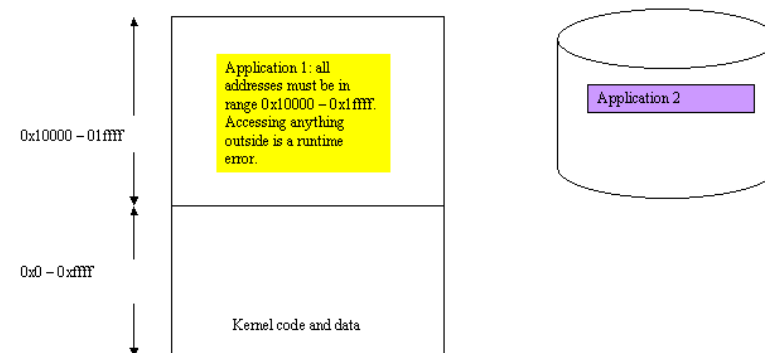 Application 1: all
addresses must be in
range 0x10000 – 0x1ffff.
Accessing anything
outside is a runtime
error.
Application 2
0x10000 – 01ffff
0x0 – 0xffff
Kernel code and data